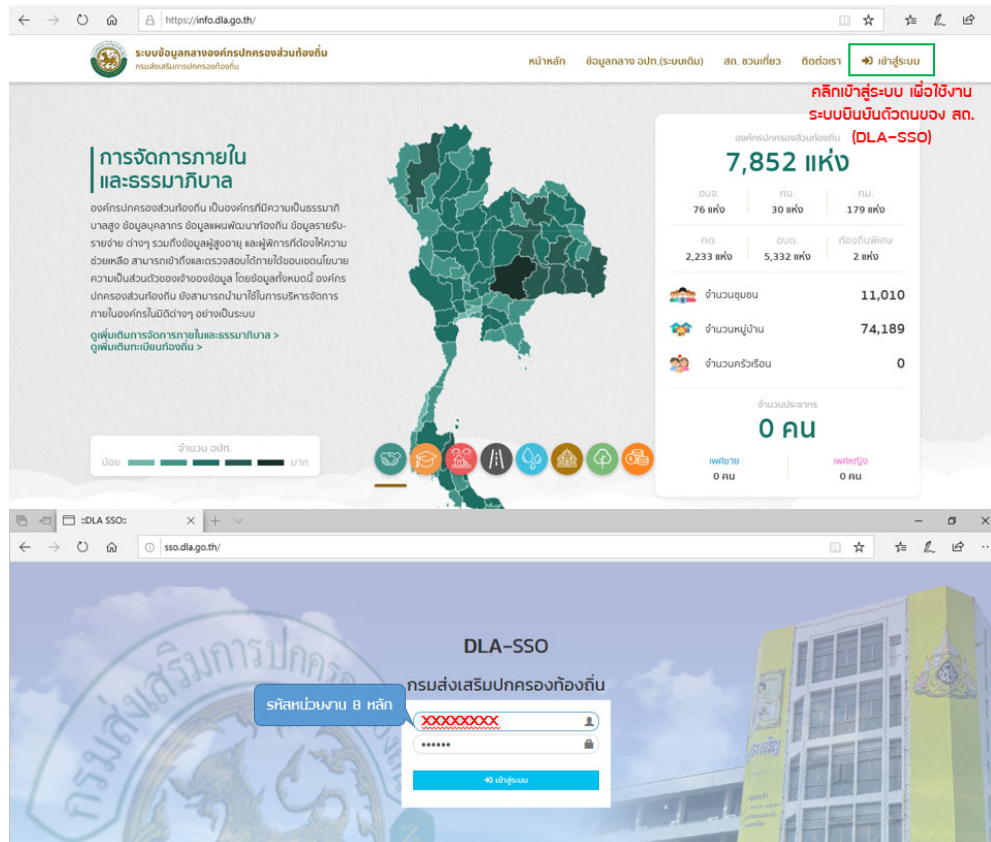 https://info.dla.go.th/
ระบบข้อมูลกลางองค์กรปกครองส่วนท้องถิ่น
กรมส่งเสริมการปกครองท้องถิ่น
หน้าหลัก ข้อมูลกลาง อปท.(ระบบเดิม) สถ. ชวนเที่ยว ติดต่อเรา เข้าสู่ระบบ
คลิกเข้าสู่ระบบ เพื่อใช้งาน
ระบบยืนยันตัวตนของ สถ.
(DLA-SSO)
การจัดการภายใน
และธรรมาภิบาล
องค์กรปกครองส่วนท้องถิ่น เป็นองค์กรที่มีความเป็นธรรมาภิ
บาลสูง ข้อมูลบุคลากร ข้อมูลแผนพัฒนาท้องถิ่น ข้อมูลรายรับ-
รายจ่าย ต่างๆ รวมถึงข้อมูลผู้สูงอายุ และผู้พิการที่ต้องให้ความ
ช่วยเหลือ สามารถเข้าถึงและตรวจสอบได้ภายใต้ขอบเขตนโยบาย
ความเป็นส่วนตัวของเจ้าของข้อมูล โดยข้อมูลทั้งหมดนี้ องค์กร
ปกครองส่วนท้องถิ่น ยังสามารถนำมาใช้ในการบริหารจัดการ
ภายในองค์กรในมิติต่างๆ อย่างเป็นระบบ
ดูเพิ่มเติมการจัดการภายในและธรรมาภิบาล >
ดูเพิ่มเติมทะเบียนท้องถิ่น >
จำนวน อปท.
น้อย มาก
องค์กรปกครองส่วนท้องถิ่น
7,852 แห่ง
อบจ. ทน. ทม.
76 แห่ง 30 แห่ง 179 แห่ง
ทต. อบต. ท้องถิ่นพิเศษ
2,233 แห่ง 5,332 แห่ง 2 แห่ง
จำนวนชุมชน 11,010
จำนวนหมู่บ้าน 74,189
จำนวนครัวเรือน 0
จำนวนประชากร
0 คน
เพศชาย เพศหญิง
0 คน 0 คน
::DLA SSO::
sso.dla.go.th/
กรมส่งเสริมการปกครอง
DLA-SSO
กรมส่งเสริมปกครองท้องถิ่น
รหัสหน่วยงาน 8 หลัก
XXXXXXXX
••••••
เข้าสู่ระบบ